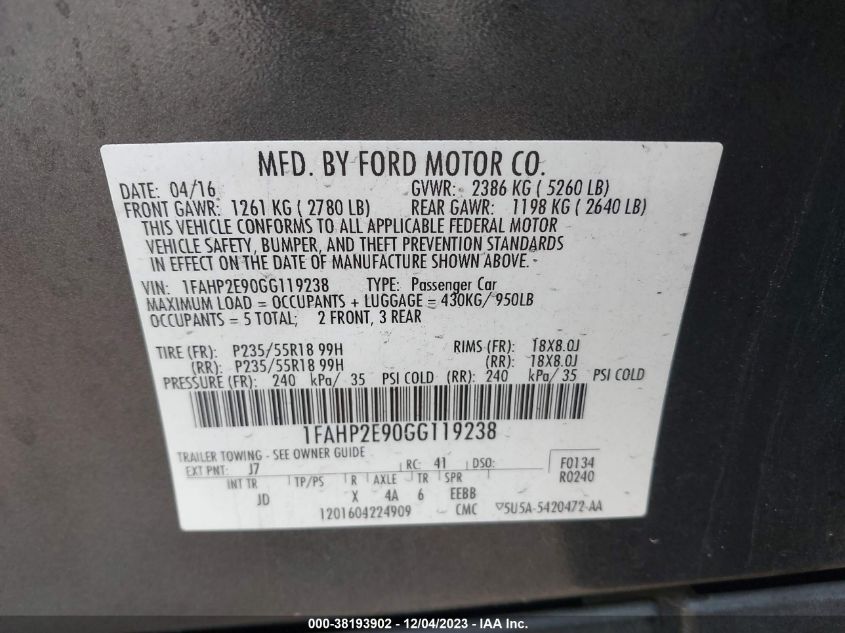 MFD. BY FORD MOTOR CO.
DATE: 04/16 GVWR: 2386 KG ( 5260 LB)
FRONT GAWR: 1261 KG ( 2780 LB) REAR GAWR: 1198 KG ( 2640 LB)
THIS VEHICLE CONFORMS TO ALL APPLICABLE FEDERAL MOTOR
VEHICLE SAFETY, BUMPER, AND THEFT PREVENTION STANDARDS
IN EFFECT ON THE DATE OF MANUFACTURE SHOWN ABOVE.
VIN: 1FAHP2E90GG119238 TYPE: Passenger Car
MAXIMUM LOAD = OCCUPANTS + LUGGAGE = 430KG/ 950LB
OCCUPANTS = 5 TOTAL; 2 FRONT, 3 REAR
TIRE (FR): P235/55R18 99H RIMS (FR): 18X8.0J
(RR): P235/55R18 99H (RR): 18X8.0J
PRESSURE (FR): 240 kPa/ 35 PSI COLD (RR): 240 kPa/ 35 PSI COLD
1FAHP2E90GG119238
TRAILER TOWING - SEE OWNER GUIDE
EXT PNT: J7 RC: 41 DSO: F0134
INT TR TP/PS R AXLE TR SPR R0240
JD X 4A 6 EEBB
1201604224909 CMC ▽5U5A-5420472-AA
000-38193902 - 12/04/2023 - IAA Inc.